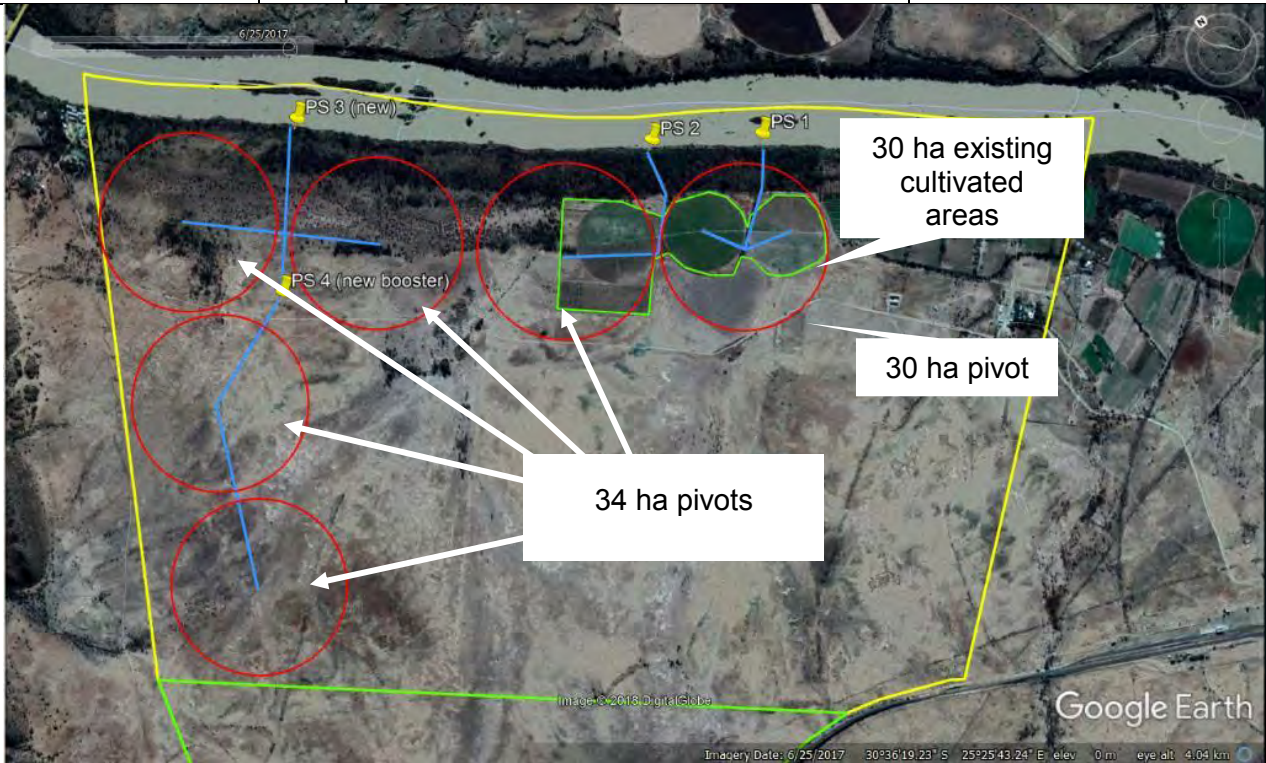 6/25/2017
N
PS 3 (new)
PS 2
PS 1
30 ha existing
cultivated
areas
PS 4 (new booster)
30 ha pivot
34 ha pivots
Image © 2018 DigitalGlobe
Google Earth
Imagery Date: 6/25/2017 30°36'19.23" S 25°25'43.24" E elev 0 m eye alt 4.04 km